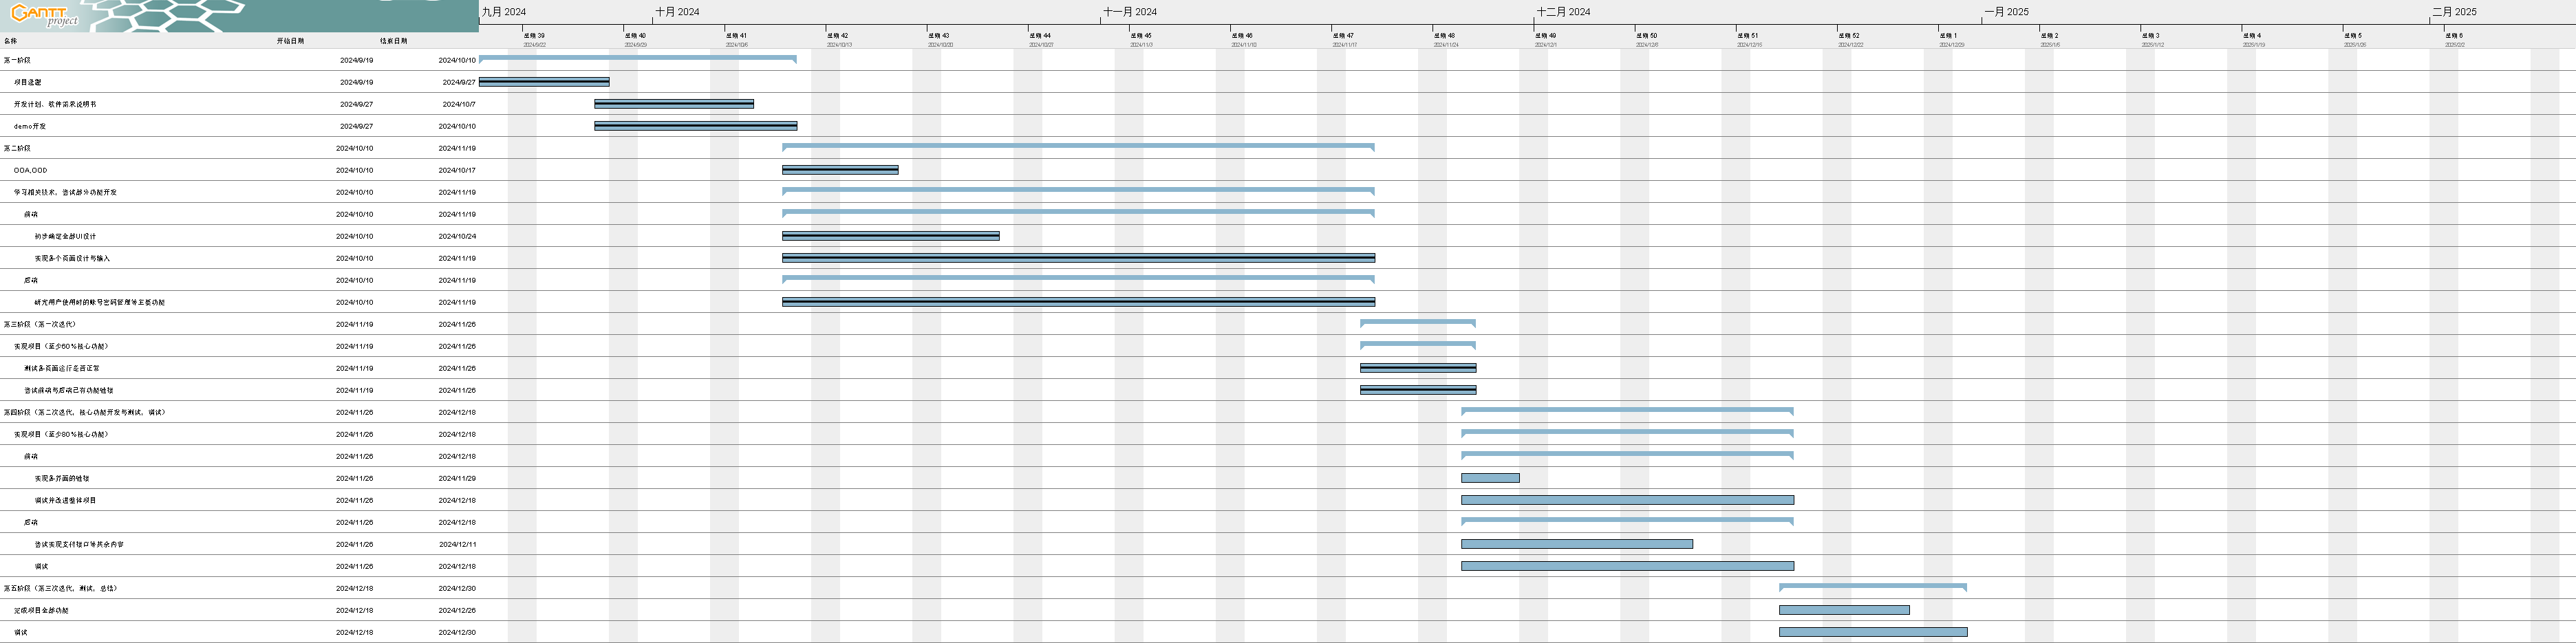 GANTT project
九月 2024 十月 2024 十一月 2024 十二月 2024 一月 2025 二月 2025
名称 开始日期 结束日期 星期 39 星期 40 星期 41 星期 42 星期 43 星期 44 星期 45 星期 46 星期 47 星期 48 星期 49 星期 50 星期 51 星期 52 星期 1 星期 2 星期 3 星期 4 星期 5 星期 6
2024/9/22 2024/9/29 2024/10/6 2024/10/13 2024/10/20 2024/10/27 2024/11/3 2024/11/10 2024/11/17 2024/11/24 2024/12/1 2024/12/8 2024/12/15 2024/12/22 2024/12/29 2025/1/5 2025/1/12 2025/1/19 2025/1/26 2025/2/2
第一阶段 2024/9/19 2024/10/10
项目选题 2024/9/19 2024/9/27
开发计划、软件需求说明书 2024/9/27 2024/10/7
demo开发 2024/9/27 2024/10/10
第二阶段 2024/10/10 2024/11/19
OOA,OOD 2024/10/10 2024/10/17
学习相关技术，尝试部分功能开发 2024/10/10 2024/11/19
前端 2024/10/10 2024/11/19
初步确定全部UI设计 2024/10/10 2024/10/24
实现各个页面设计与输入 2024/10/10 2024/11/19
后端 2024/10/10 2024/11/19
研究用户使用时的账号密码管理等主要功能 2024/10/10 2024/11/19
第三阶段（第一次迭代） 2024/11/19 2024/11/26
实现项目（至少60%核心功能） 2024/11/19 2024/11/26
测试各页面运行是否正常 2024/11/19 2024/11/26
尝试前端与后端已有功能链接 2024/11/19 2024/11/26
第四阶段（第二次迭代，核心功能开发与测试，调试） 2024/11/26 2024/12/18
实现项目（至少80%核心功能） 2024/11/26 2024/12/18
前端 2024/11/26 2024/12/18
实现各界面的链接 2024/11/26 2024/11/29
调试并改进整体项目 2024/11/26 2024/12/18
后端 2024/11/26 2024/12/18
尝试实现支付接口等其余内容 2024/11/26 2024/12/11
调试 2024/11/26 2024/12/18
第五阶段（第三次迭代，测试，总结） 2024/12/18 2024/12/30
完成项目全部功能 2024/12/18 2024/12/26
调试 2024/12/18 2024/12/30